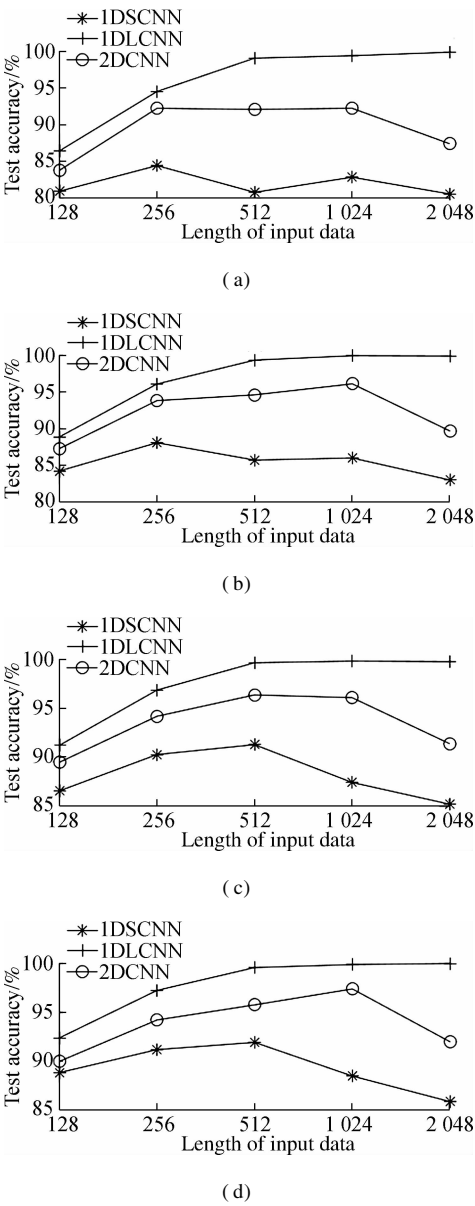 1DSCNN
1DLCNN
2DCNN
Test accuracy/%
100
95
90
85
80
128 256 512 1 024 2 048
Length of input data
(a)
1DSCNN
1DLCNN
2DCNN
Test accuracy/%
100
95
90
85
80
128 256 512 1 024 2 048
Length of input data
(b)
1DSCNN
1DLCNN
2DCNN
Test accuracy/%
100
95
90
85
128 256 512 1 024 2 048
Length of input data
(c)
1DSCNN
1DLCNN
2DCNN
Test accuracy/%
100
95
90
85
128 256 512 1 024 2 048
Length of input data
(d)